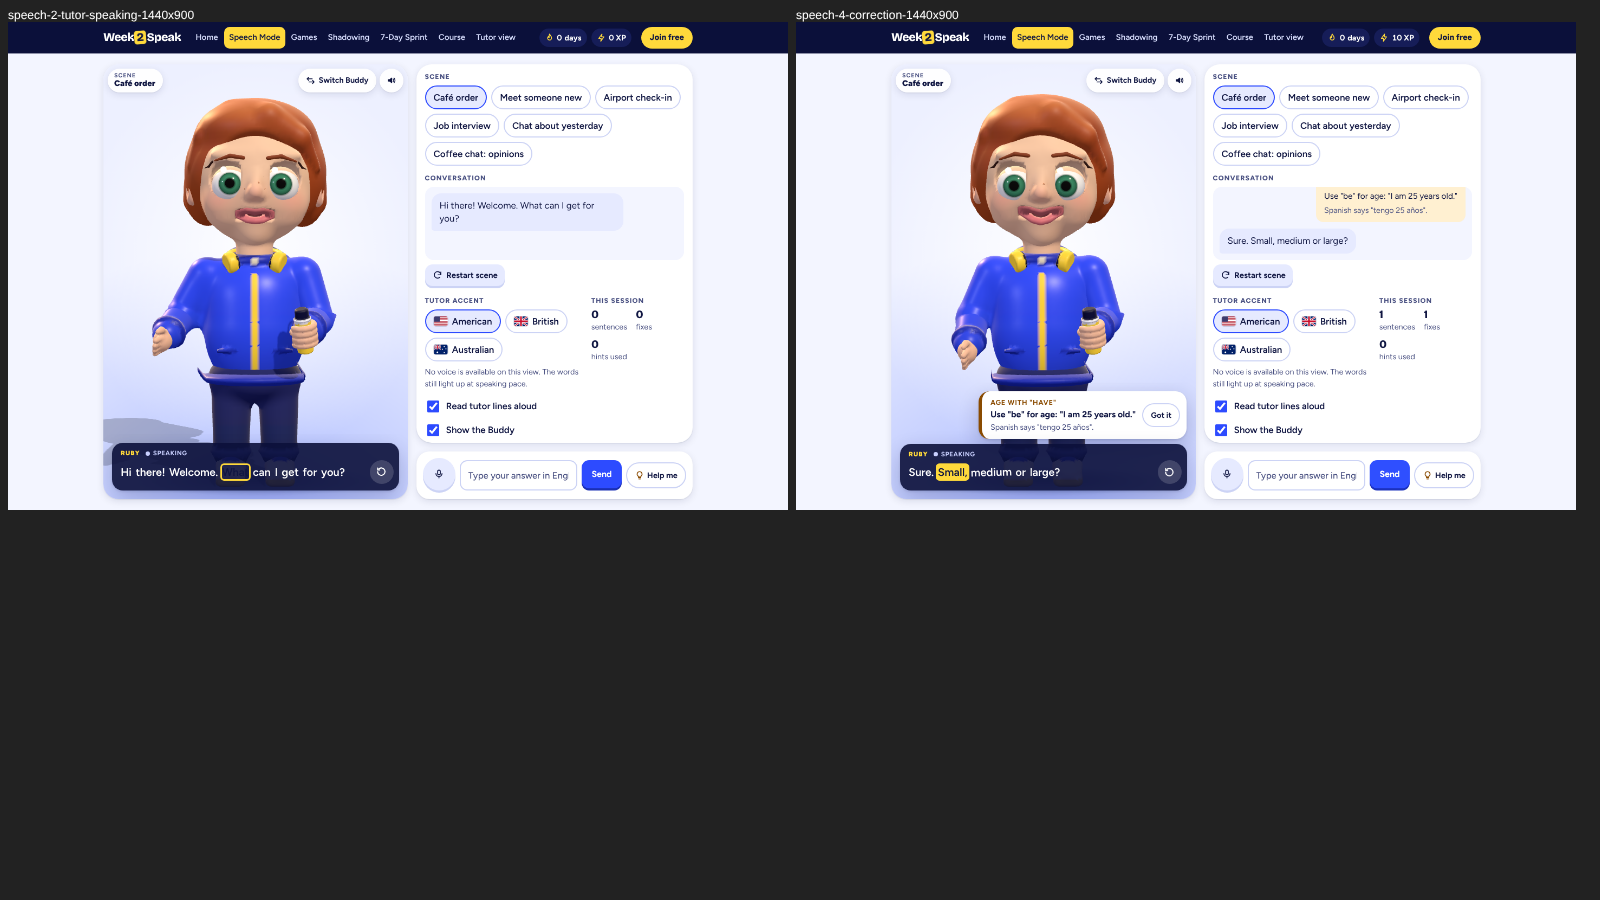 speech-2-tutor-speaking-1440x900
Week2Speak Home Speech Mode Games Shadowing 7-Day Sprint Course Tutor view 0 days 0 XP Join free
SCENE
Café order
Switch Buddy
SCENE
Café order Meet someone new Airport check-in
Job interview Chat about yesterday
Coffee chat: opinions
CONVERSATION
Hi there! Welcome. What can I get for
you?
Restart scene
TUTOR ACCENT
American British
Australian
THIS SESSION
0 0
sentences fixes
0
hints used
No voice is available on this view. The words
still light up at speaking pace.
Read tutor lines aloud
Show the Buddy
RUBY SPEAKING
Hi there! Welcome. What can I get for you?
Type your answer in Eng Send Help me
speech-4-correction-1440x900
Week2Speak Home Speech Mode Games Shadowing 7-Day Sprint Course Tutor view 0 days 10 XP Join free
SCENE
Café order
Switch Buddy
SCENE
Café order Meet someone new Airport check-in
Job interview Chat about yesterday
Coffee chat: opinions
CONVERSATION
Use "be" for age: "I am 25 years old."
Spanish says "tengo 25 años".
Sure. Small, medium or large?
Restart scene
TUTOR ACCENT
American British
Australian
THIS SESSION
1 1
sentences fixes
0
hints used
No voice is available on this view. The words
still light up at speaking pace.
Read tutor lines aloud
Show the Buddy
AGE WITH "HAVE"
Use "be" for age: "I am 25 years old."
Spanish says "tengo 25 años".
Got it
RUBY SPEAKING
Sure. Small, medium or large?
Type your answer in Eng Send Help me